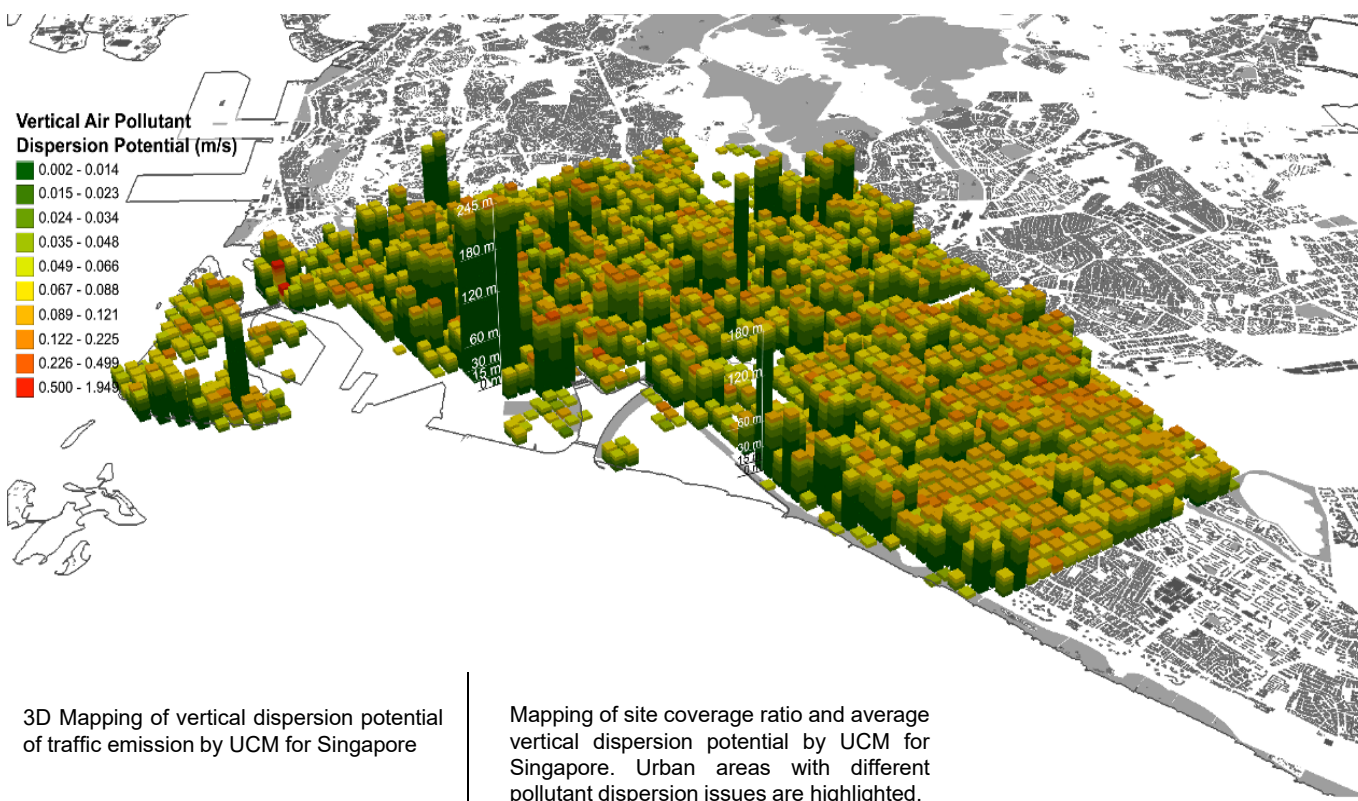 Vertical Air Pollutant
Dispersion Potential (m/s)
0.002 - 0.014
0.015 - 0.023
0.024 - 0.034
0.035 - 0.048
0.049 - 0.066
0.067 - 0.088
0.089 - 0.121
0.122 - 0.225
0.226 - 0.499
0.500 - 1.949
245 m
180 m
120 m
60 m
30 m
15 m
0 m
180 m
120 m
60 m
30 m
15
0 m
3D Mapping of vertical dispersion potential
of traffic emission by UCM for Singapore
Mapping of site coverage ratio and average
vertical dispersion potential by UCM for
Singapore. Urban areas with different
pollutant dispersion issues are highlighted.